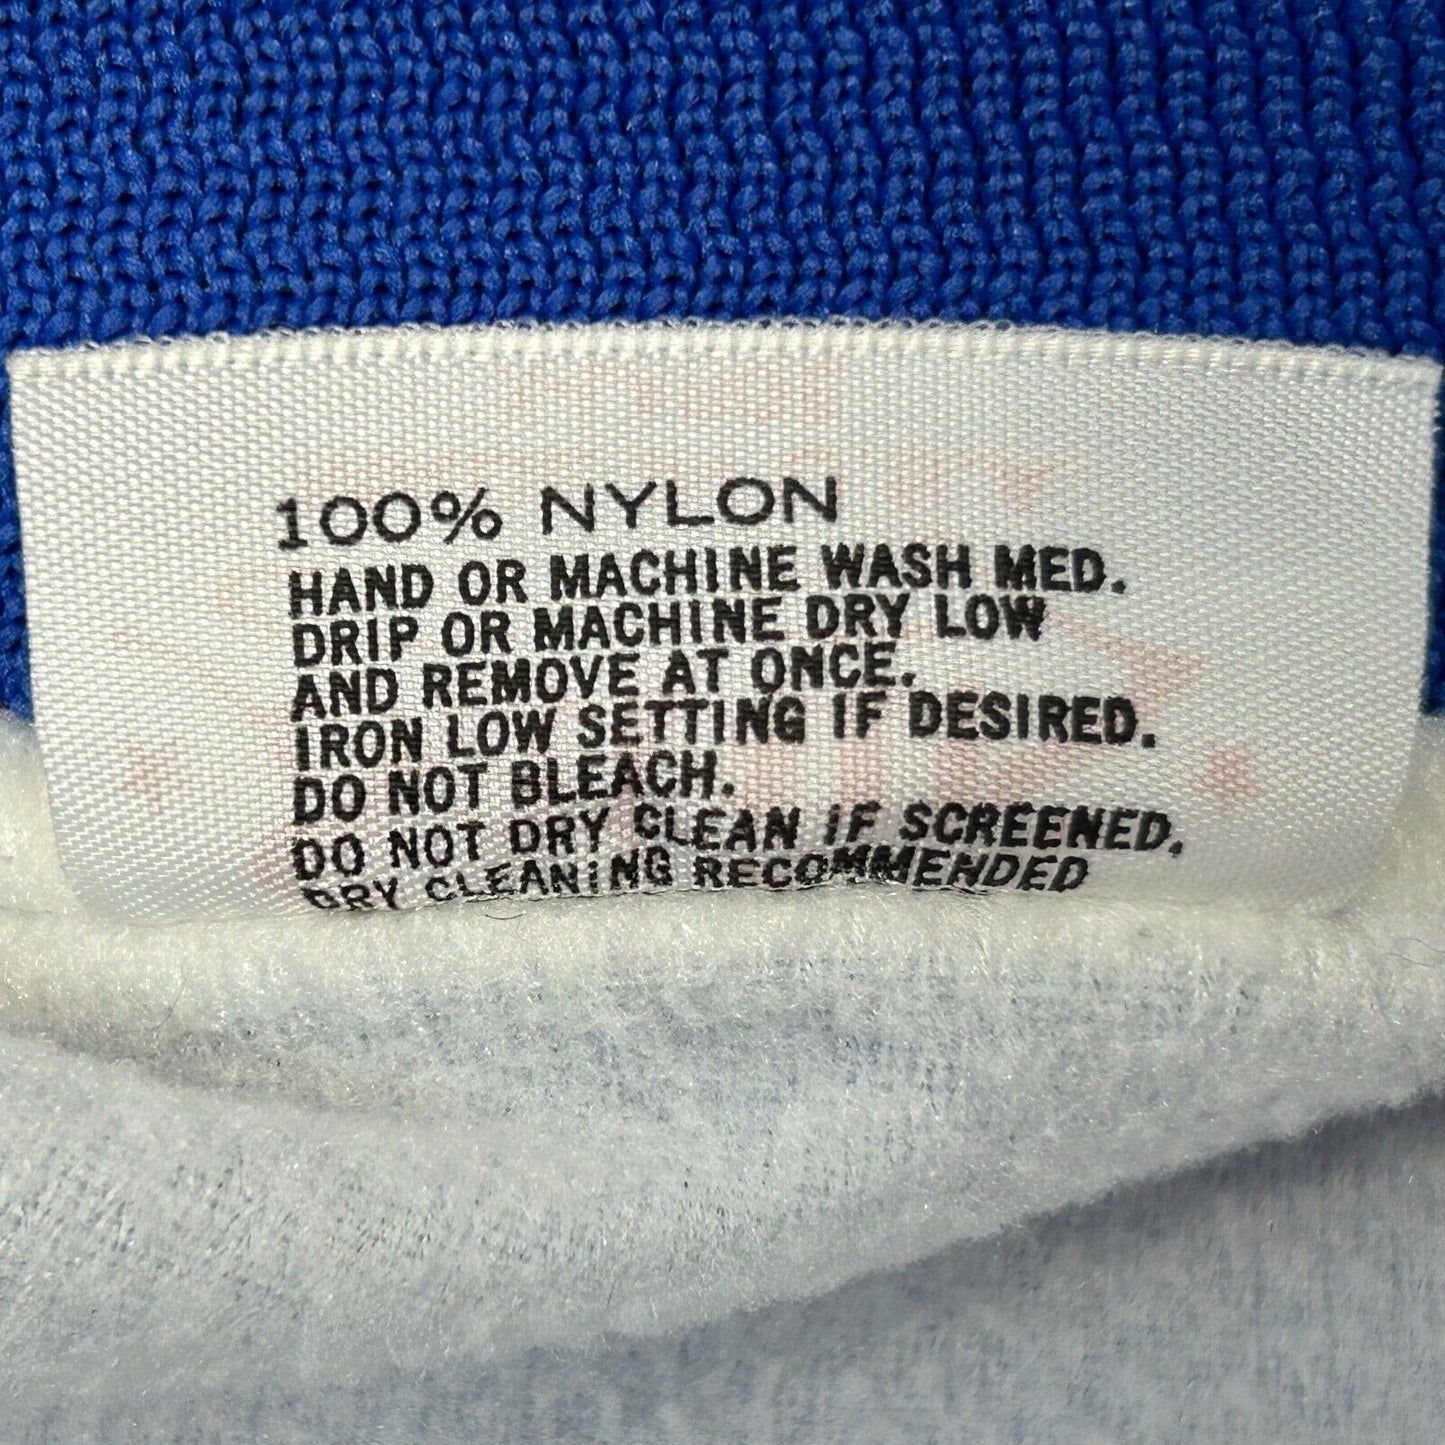 100% NYLON
HAND OR MACHINE WASH MED.
DRIP OR MACHINE DRY LOW
AND REMOVE AT ONCE.
IRON LOW SETTING IF DESIRED.
DO NOT BLEACH.
DO NOT DRY CLEAN IF SCREENED.
DRY CLEANING RECOMMENDED